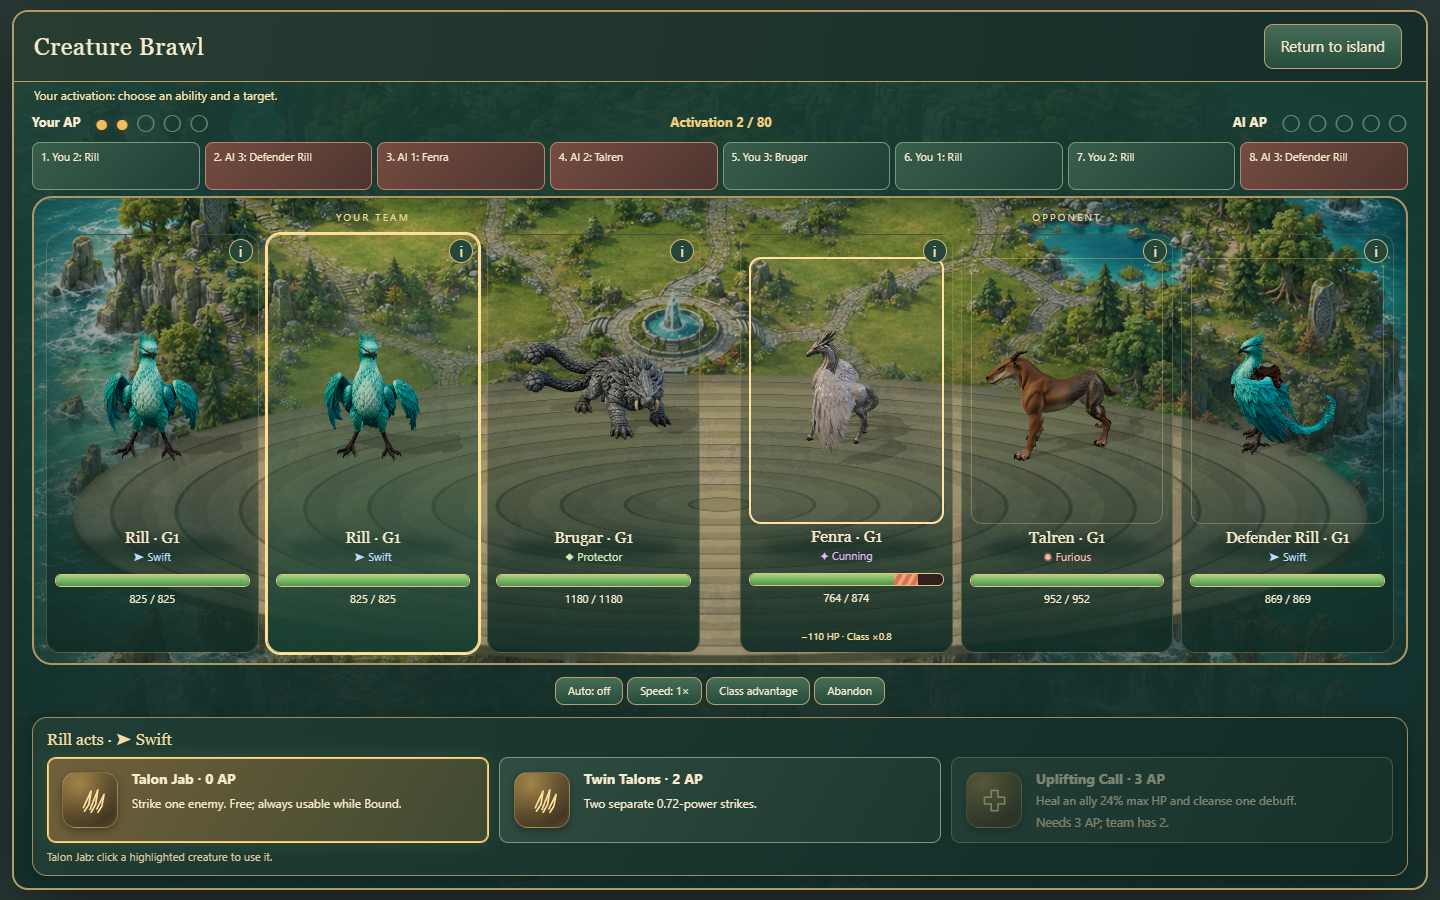 Creature Brawl
Return to island
Your activation: choose an ability and a target.
Your AP
Activation 2 / 80
AI AP
1. You 2: Rill
2. AI 3: Defender Rill
3. AI 1: Fenra
4. AI 2: Talren
5. You 3: Brugar
6. You 1: Rill
7. You 2: Rill
8. AI 3: Defender Rill
YOUR TEAM
OPPONENT
i
i
i
i
i
i
Rill · G1
➤ Swift
825 / 825
Rill · G1
➤ Swift
825 / 825
Brugar · G1
◆ Protector
1180 / 1180
Fenra · G1
✦ Cunning
764 / 874
−110 HP · Class ×0.8
Talren · G1
✹ Furious
952 / 952
Defender Rill · G1
➤ Swift
869 / 869
Auto: off
Speed: 1×
Class advantage
Abandon
Rill acts · ➤ Swift
Talon Jab · 0 AP
Strike one enemy. Free; always usable while Bound.
Twin Talons · 2 AP
Two separate 0.72-power strikes.
Uplifting Call · 3 AP
Heal an ally 24% max HP and cleanse one debuff.
Needs 3 AP; team has 2.
Talon Jab: click a highlighted creature to use it.